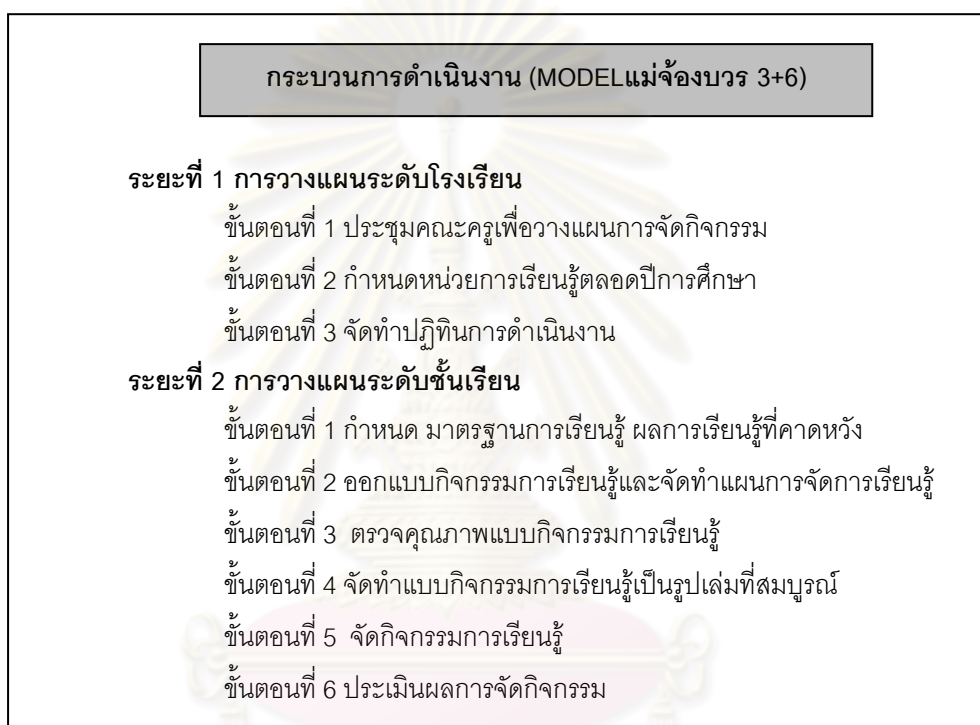 กระบวนการดำเนินงาน (MODELแม่จ้องบวร 3+6)
ระยะที่ 1 การวางแผนระดับโรงเรียน
ขั้นตอนที่ 1 ประชุมคณะครูเพื่อวางแผนการจัดกิจกรรม
ขั้นตอนที่ 2 กำหนดหน่วยการเรียนรู้ตลอดปีการศึกษา
ขั้นตอนที่ 3 จัดทำปฏิทินการดำเนินงาน
ระยะที่ 2 การวางแผนระดับชั้นเรียน
ขั้นตอนที่ 1 กำหนด มาตรฐานการเรียนรู้ ผลการเรียนรู้ที่คาดหวัง
ขั้นตอนที่ 2 ออกแบบกิจกรรมการเรียนรู้และจัดทำแผนการจัดการเรียนรู้
ขั้นตอนที่ 3 ตรวจคุณภาพแบบกิจกรรมการเรียนรู้
ขั้นตอนที่ 4 จัดทำแบบกิจกรรมการเรียนรู้เป็นรูปเล่มที่สมบูรณ์
ขั้นตอนที่ 5 จัดกิจกรรมการเรียนรู้
ขั้นตอนที่ 6 ประเมินผลการจัดกิจกรรม